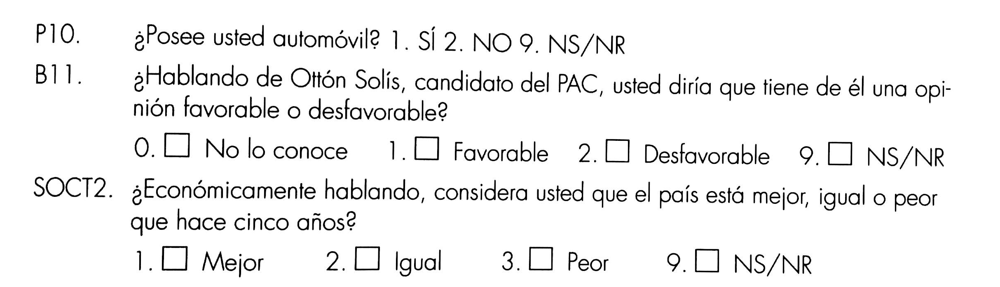 P10. ¿Posee usted automóvil? 1. SÍ 2. NO 9. NS/NR
B11. ¿Hablando de Ottón Solís, candidato del PAC, usted diría que tiene de él una opi-
nión favorable o desfavorable?
0. □ No lo conoce 1. □ Favorable 2. □ Desfavorable 9. □ NS/NR
SOCT2. ¿Económicamente hablando, considera usted que el país está mejor, igual o peor
que hace cinco años?
1. □ Mejor 2. □ Igual 3. □ Peor 9. □ NS/NR